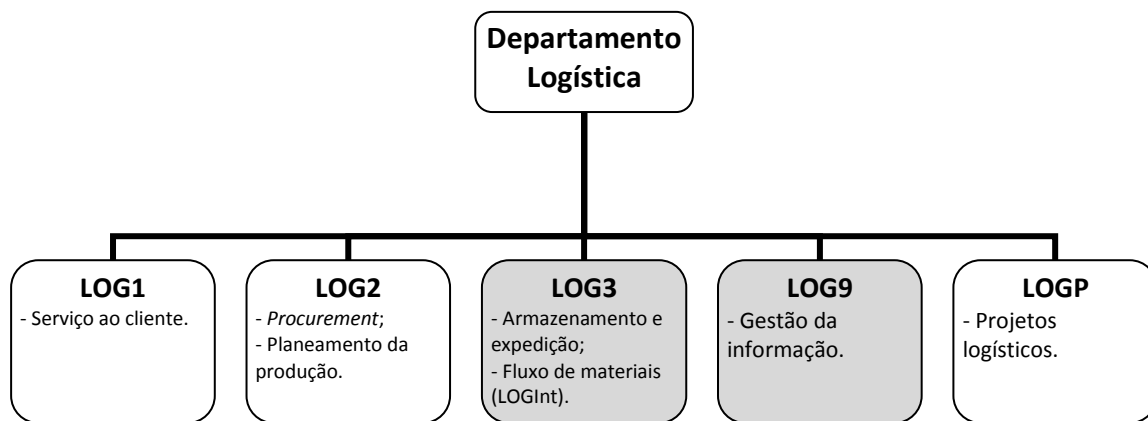 Departamento
Logística
LOG1
- Serviço ao cliente.
LOG2
- Procurement;
- Planeamento da
produção.
LOG3
- Armazenamento e
expedição;
- Fluxo de materiais
(LOGInt).
LOG9
- Gestão da
informação.
LOGP
- Projetos
logísticos.